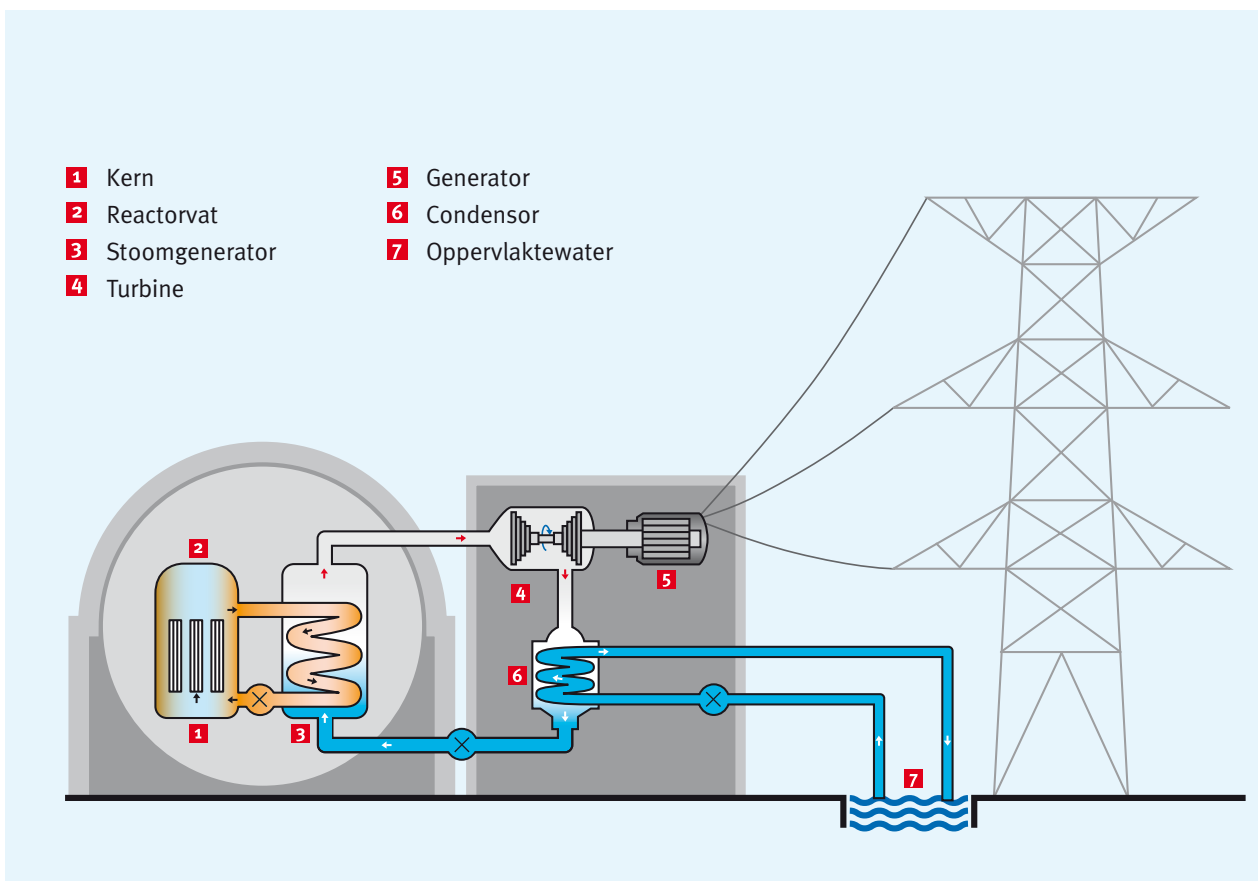 1 Kern
2 Reactorvat
3 Stoomgenerator
4 Turbine
5 Generator
6 Condensor
7 Oppervlaktewater
2
4
5
6
1
3
7